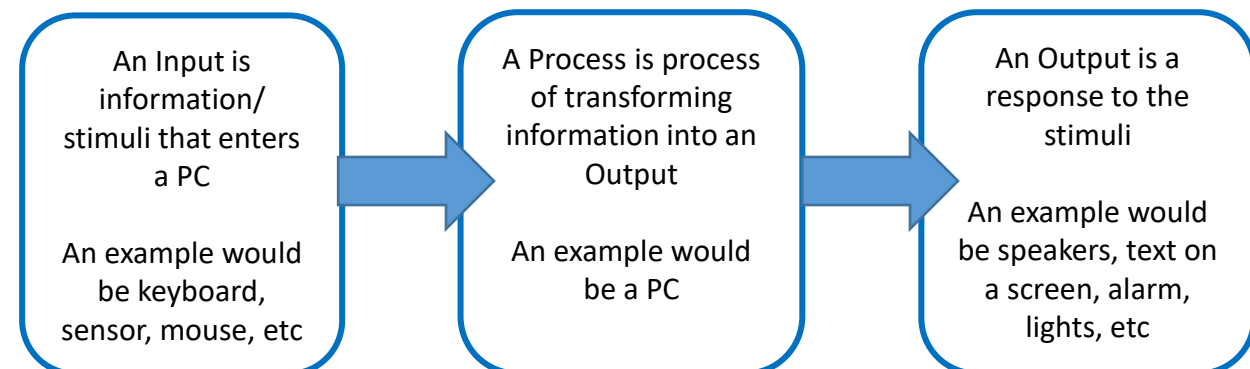 An Input is
information/
stimuli that enters
a PC
An example would
be keyboard,
sensor, mouse, etc
A Process is process
of transforming
information into an
Output
An example would
be a PC
An Output is a
response to the
stimuli
An example would
be speakers, text on
a screen, alarm,
lights, etc